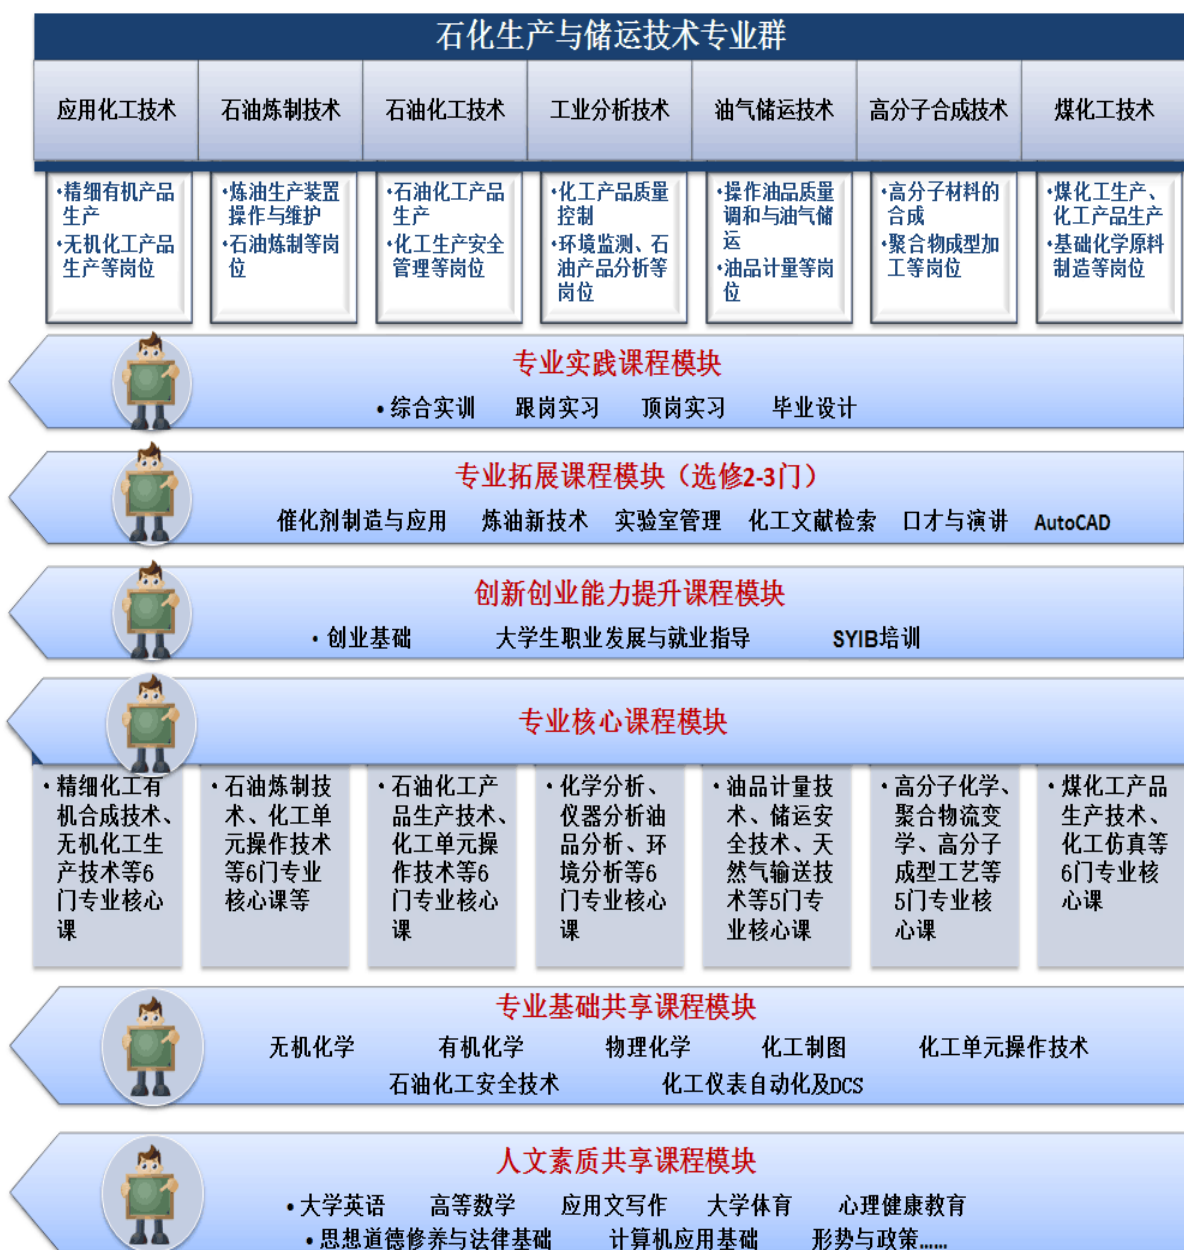 石化生产与储运技术专业群
应用化工技术 石油炼制技术 石油化工技术 工业分析技术 油气储运技术 高分子合成技术 煤化工技术
•精细有机产品
生产
•无机化工产品
生产等岗位
•炼油生产装置
操作与维护
•石油炼制等岗
位
•石油化工产品
生产
•化工生产安全
管理等岗位
•化工产品质量
控制
•环境监测、石
油产品分析等
岗位
•操作油品质量
调和与油气储
运
•油品计量等岗
位
•高分子材料的
合成
•聚合物成型加
工等岗位
•煤化工生产、
化工产品生产
•基础化学原料
制造等岗位
专业实践课程模块
•综合实训 跟岗实习 顶岗实习 毕业设计
专业拓展课程模块（选修2-3门）
催化剂制造与应用 炼油新技术 实验室管理 化工文献检索 口才与演讲 AutoCAD
创新创业能力提升课程模块
•创业基础 大学生职业发展与就业指导 SYIB培训
专业核心课程模块
•精细化工有
机合成技术、
无机化工生
产技术等6
门专业核心
课
•石油炼制技
术、化工单
元操作技术
等6门专业
核心课等
•石油化工产
品生产技术、
化工单元操
作技术等6
门专业核心
课
•化学分析、
仪器分析油
品分析、环
境分析等6
门专业核心
课
•油品计量技
术、储运安
全技术、天
然气输送技
术等5门专
业核心课
•高分子化学、
聚合物流变
学、高分子
成型工艺等
5门专业核
心课
•煤化工产品
生产技术、
化工仿真等
6门专业核
心课
专业基础共享课程模块
无机化学 有机化学 物理化学 化工制图 化工单元操作技术
石油化工安全技术 化工仪表自动化及DCS
人文素质共享课程模块
•大学英语 高等数学 应用文写作 大学体育 心理健康教育
•思想道德修养与法律基础 计算机应用基础 形势与政策……